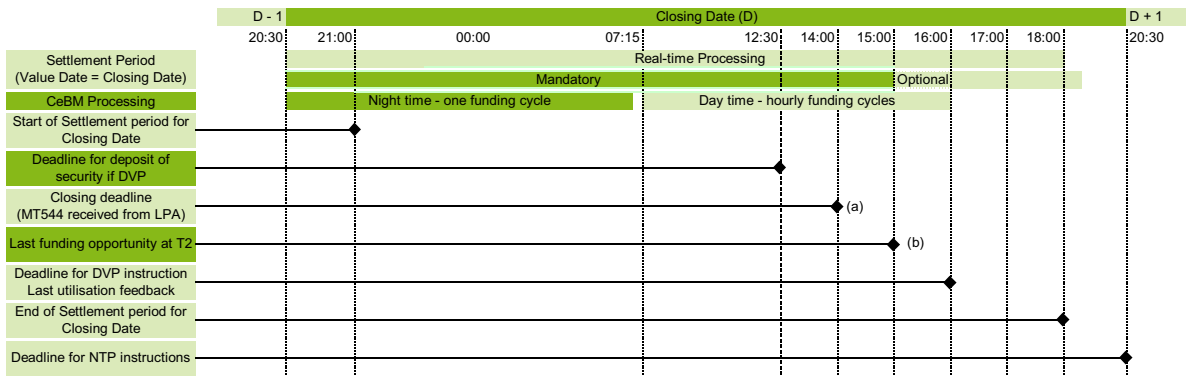 D - 1 Closing Date (D) D + 1
20:30 21:00 00:00 07:15 12:30 14:00 15:00 16:00 17:00 18:00 20:30
Settlement Period
(Value Date = Closing Date)
Real-time Processing
Mandatory Optional
CeBM Processing Night time - one funding cycle Day time - hourly funding cycles
Start of Settlement period for
Closing Date
Deadline for deposit of
security if DVP
Closing deadline
(MT544 received from LPA)
(a)
Last funding opportunity at T2 (b)
Deadline for DVP instruction
Last utilisation feedback
End of Settlement period for
Closing Date
Deadline for NTP instructions